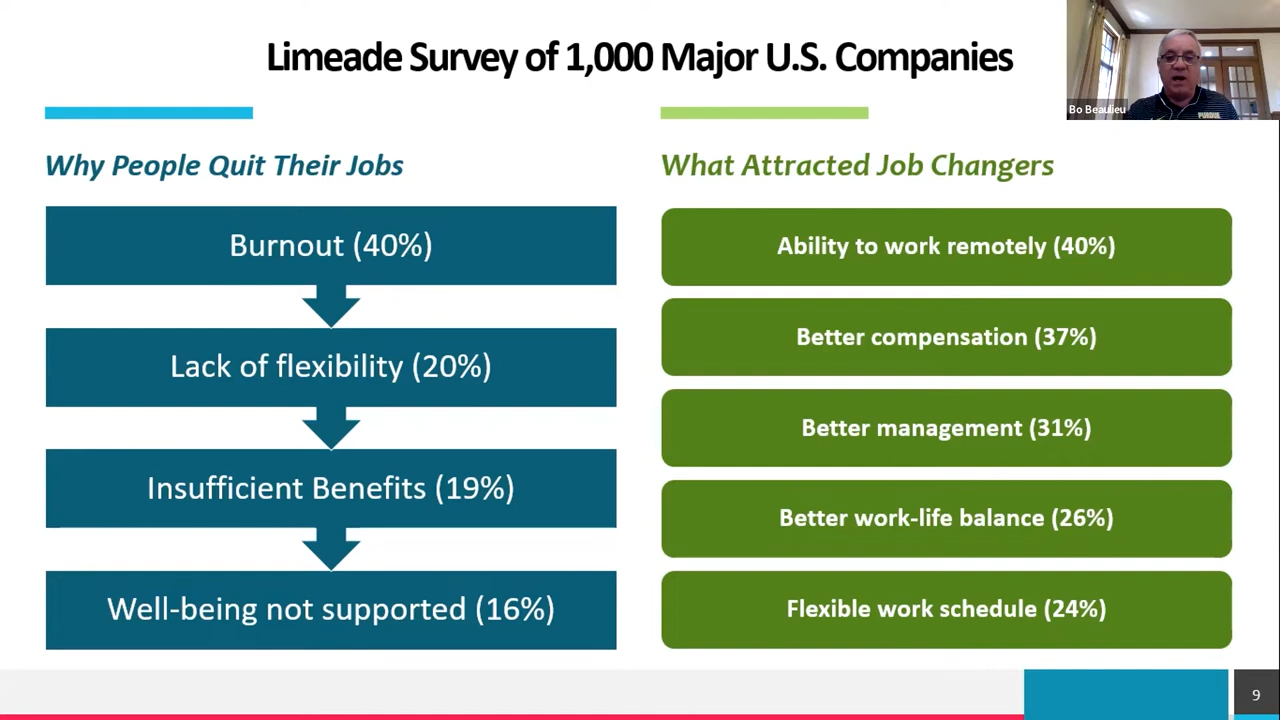 Limeade Survey of 1,000 Major U.S. Companies
Bo Beaulieu
PURDUE
Why People Quit Their Jobs
Burnout (40%)
Lack of flexibility (20%)
Insufficient Benefits (19%)
Well-being not supported (16%)
What Attracted Job Changers
Ability to work remotely (40%)
Better compensation (37%)
Better management (31%)
Better work-life balance (26%)
Flexible work schedule (24%)
9